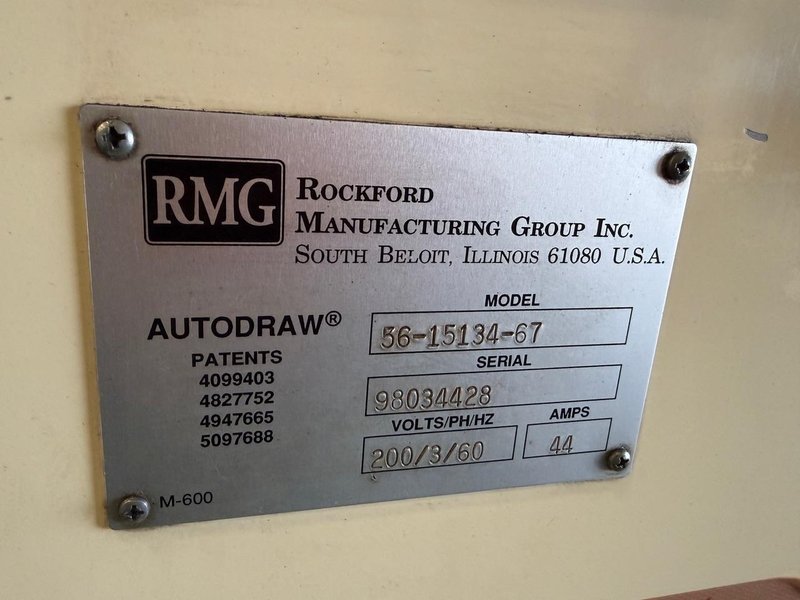 RMG
ROCKFORD
MANUFACTURING GROUP INC.
SOUTH BELOIT, ILLINOIS 61080 U.S.A.
AUTODRAW®
PATENTS
4099403
4827752
4947665
5097688
MODEL
56-15134-67
SERIAL
98034428
VOLTS/PH/HZ
200/3/60
AMPS
44
M-600